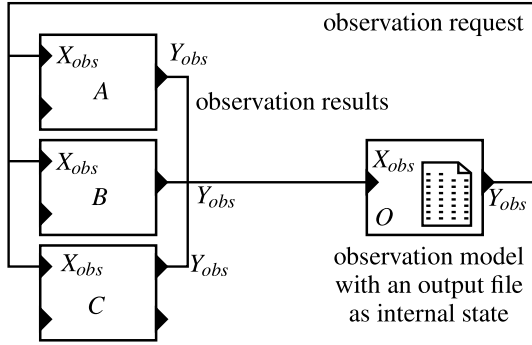 observation request
X_obs
Y_obs
A
observation results
X_obs
B
Y_obs
X_obs
O
Y_obs
X_obs
Y_obs
C
observation model
with an output file
as internal state